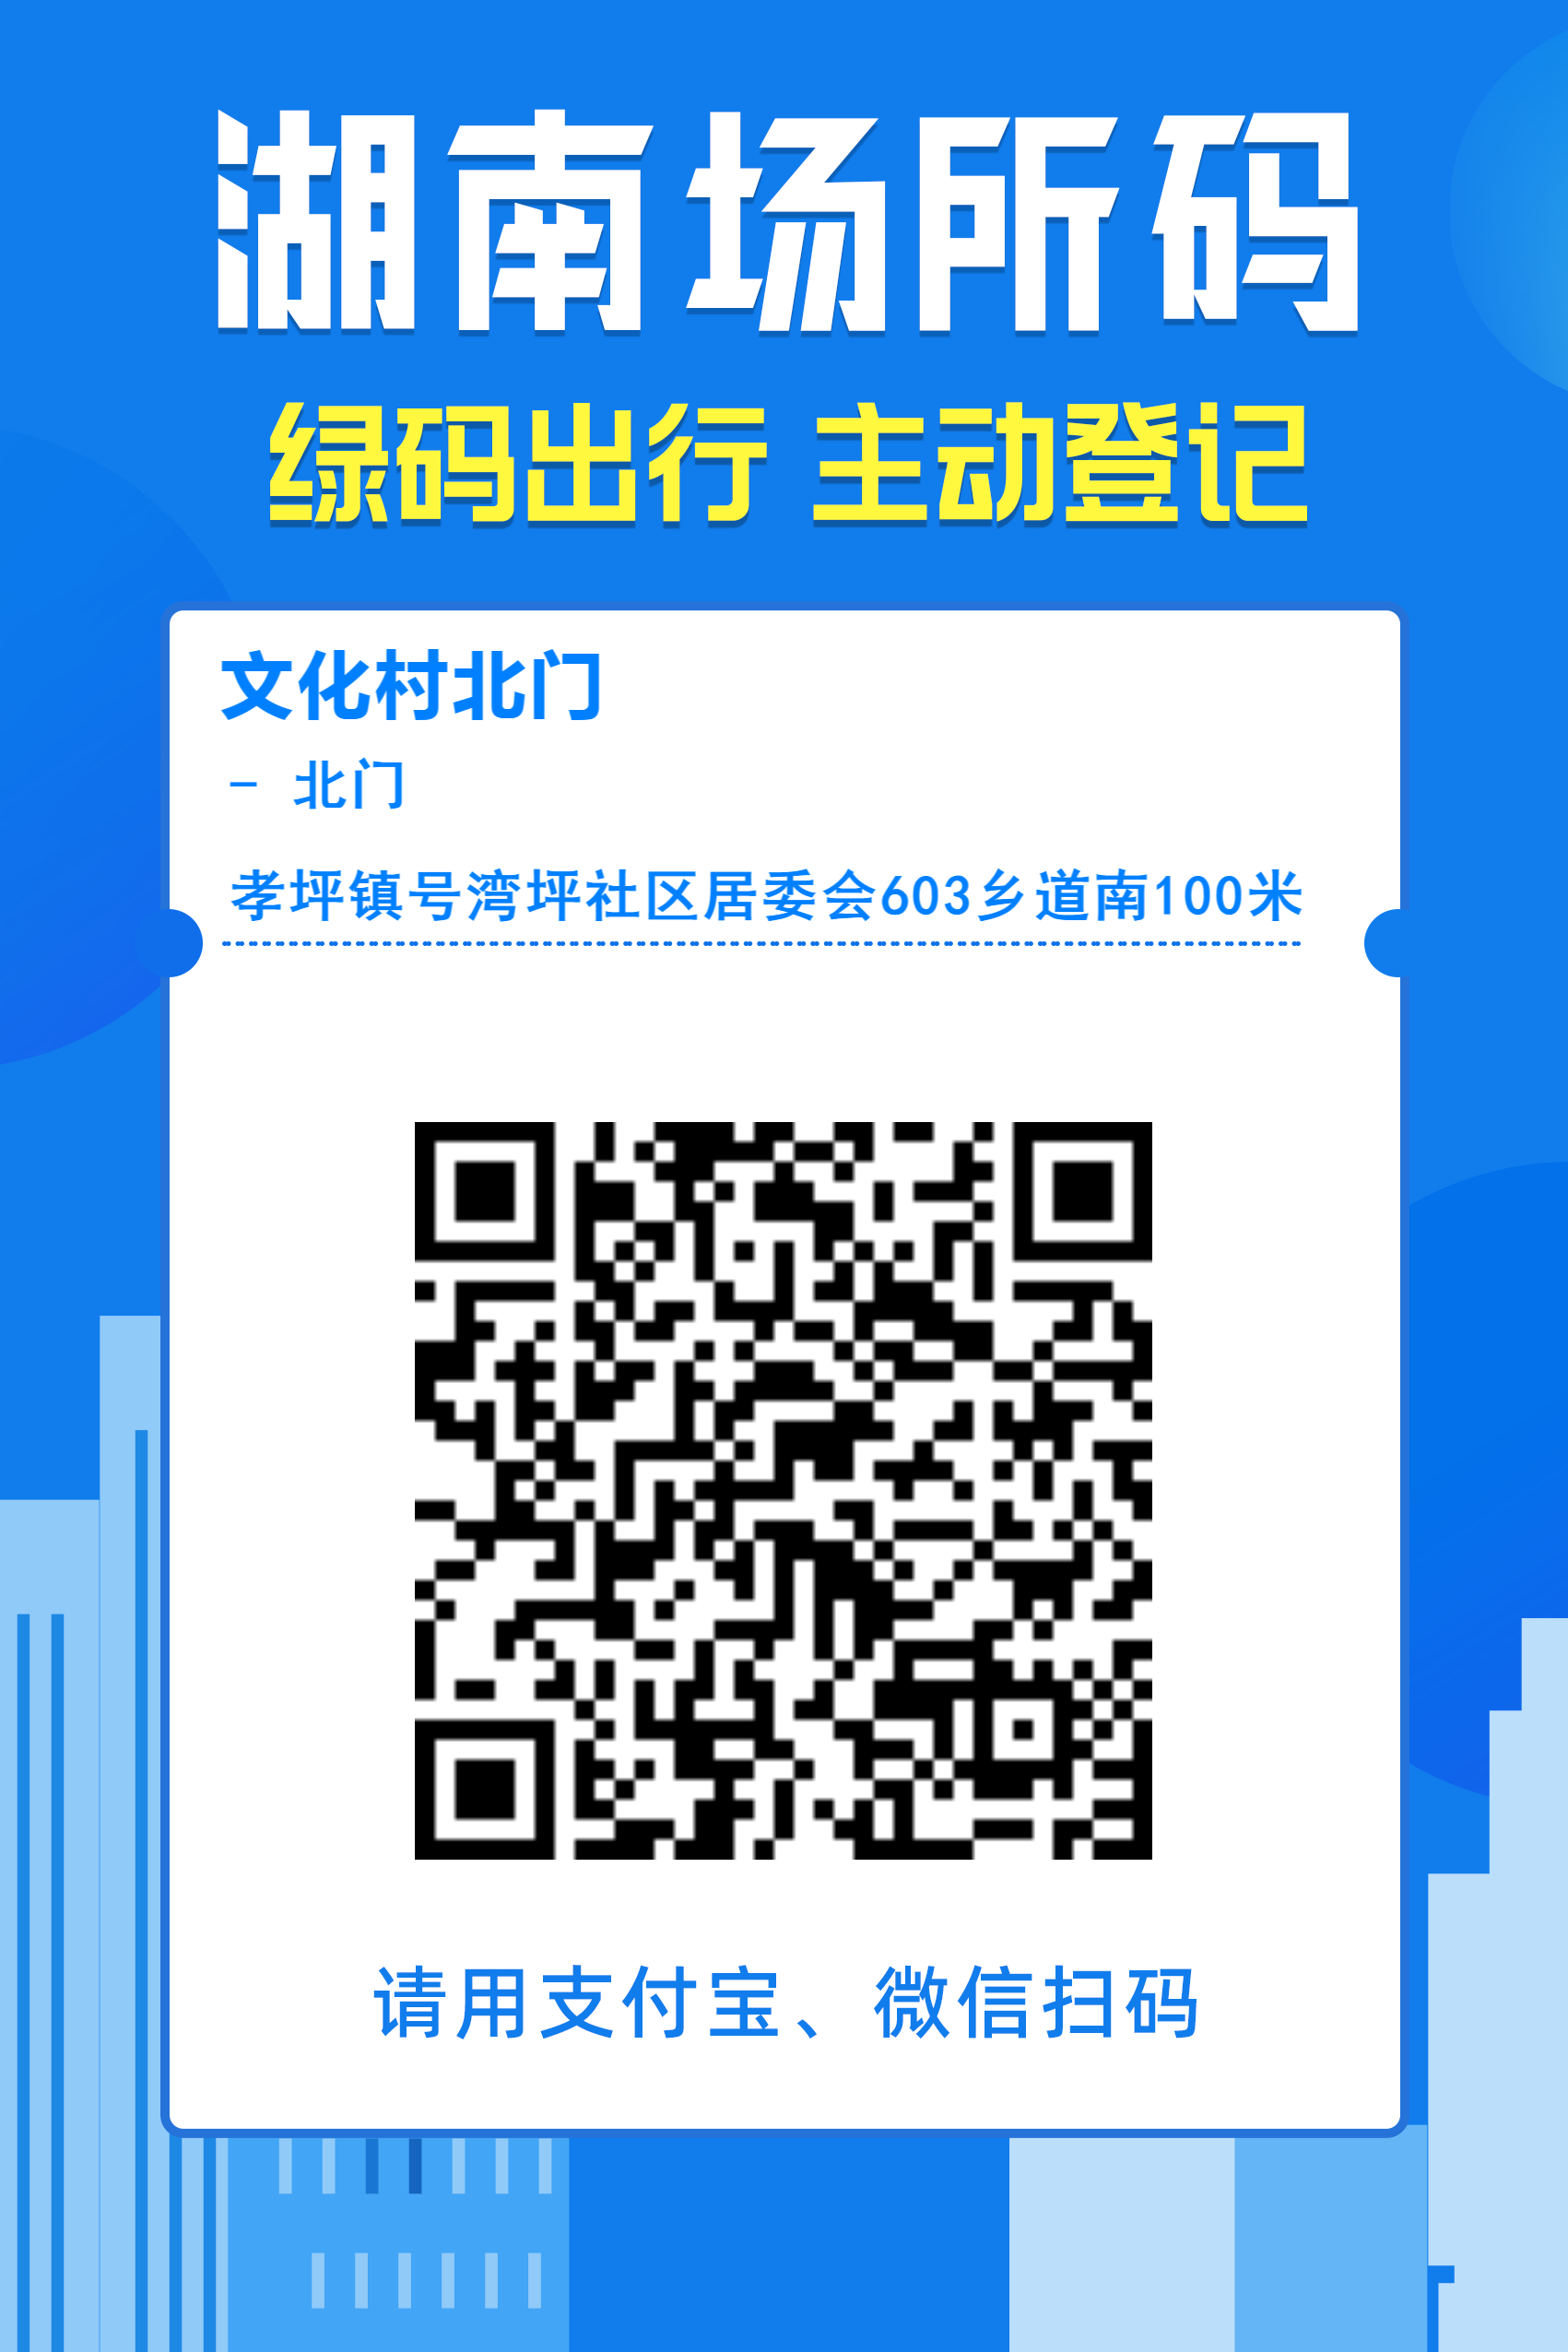 湖南场所码
绿码出行 主动登记
文化村北门
- 北门
孝坪镇号湾坪社区居委会603乡道南100米
请用支付宝、微信扫码